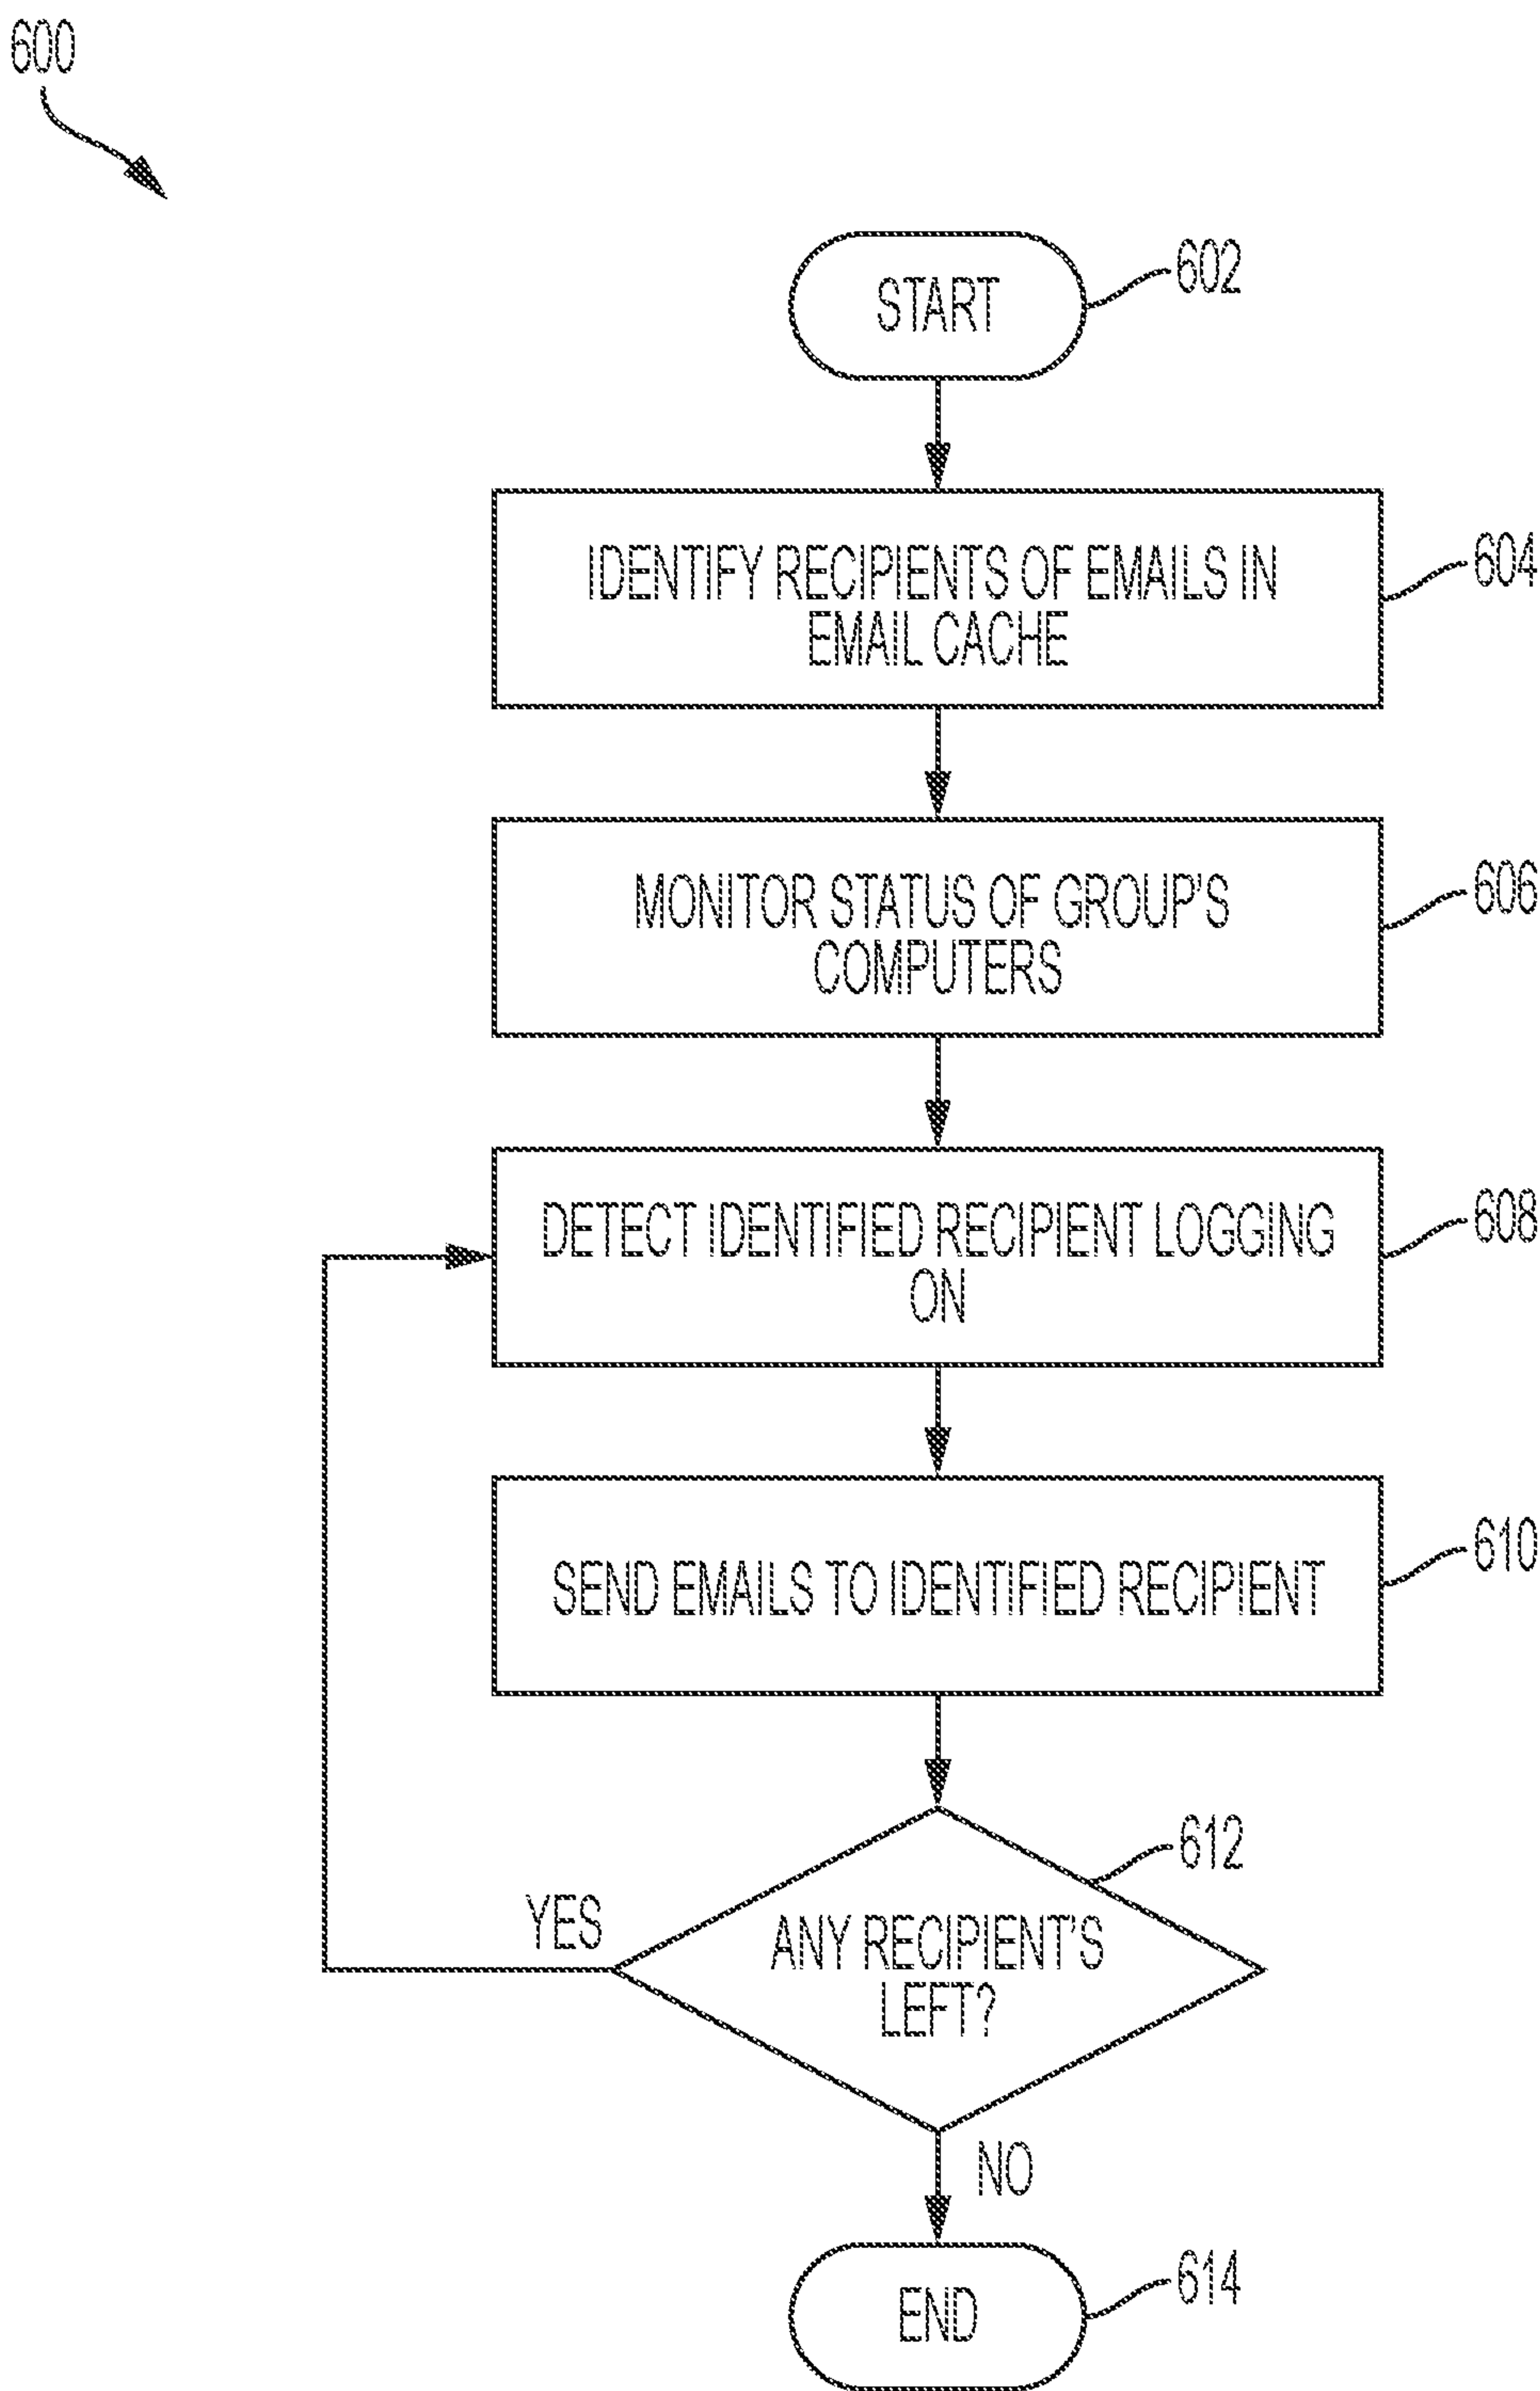 600
START
602
IDENTIFY RECIPIENTS OF EMAILS IN
EMAIL CACHE
604
MONITOR STATUS OF GROUP'S
COMPUTERS
606
DETECT IDENTIFIED RECIPIENT LOGGING
ON
608
SEND EMAILS TO IDENTIFIED RECIPIENT
610
612
YES
ANY RECIPIENT'S
LEFT?
NO
END
614